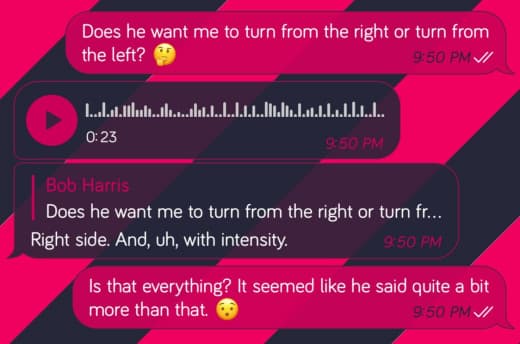 Does he want me to turn from the right or turn from
the left? 🤔
9:50 PM
0:23
9:50 PM
Bob Harris
Does he want me to turn from the right or turn fr...
Right side. And, uh, with intensity.
9:50 PM
Is that everything? It seemed like he said quite a bit
more than that. 😯
9:50 PM